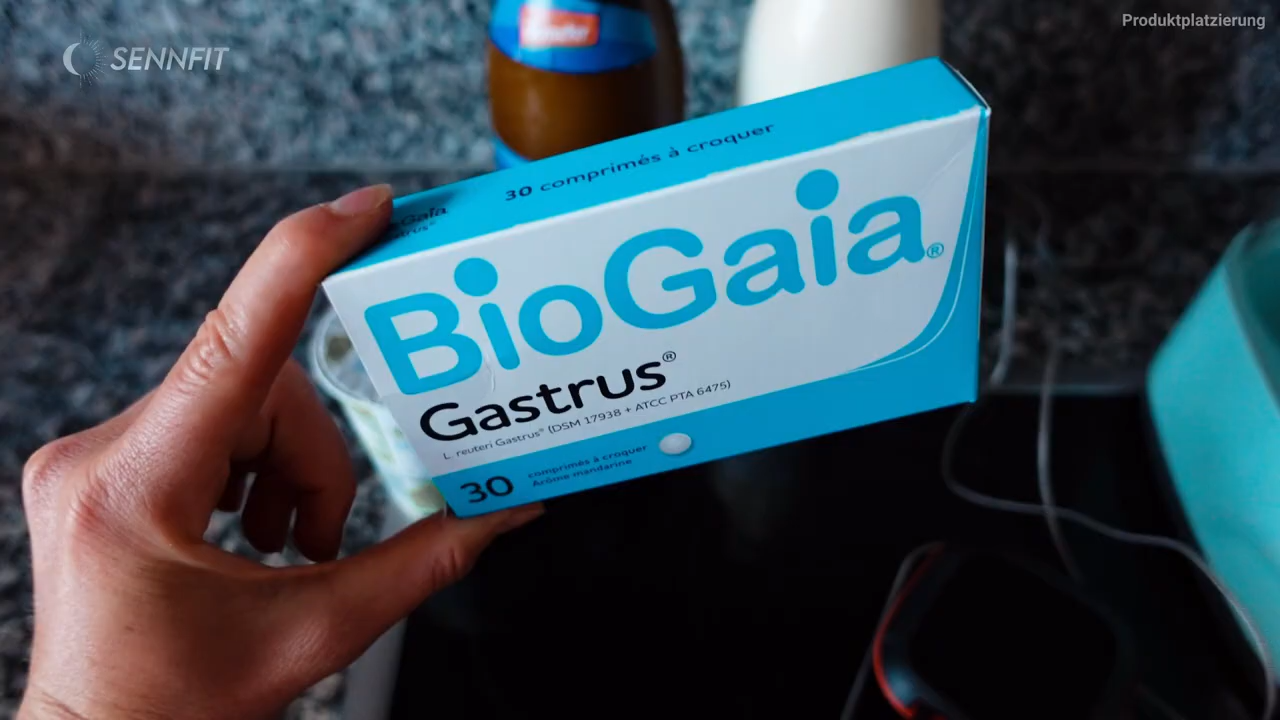 Produktplatzierung
SENNFIT
30 comprimés à croquer
BioGaia®
Gastrus®
L. reuteri Gastrus® (DSM 17938 + ATCC PTA 6475)
30
comprimés à croquer
Arôme mandarine